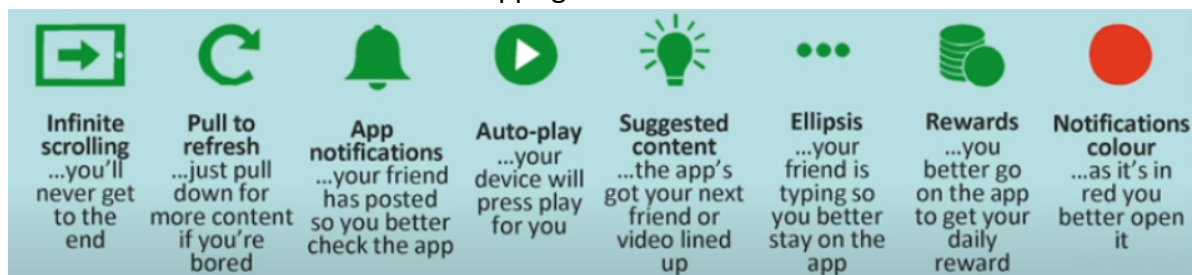 Infinite
scrolling
...you'll
never get
to the
end
Pull to
refresh
...just pull
down for
more content
if you're
bored
App
notifications
...your friend
has posted
so you better
check the app
Auto-play
...your
device will
press play
for you
Suggested
content
...the app's
got your next
friend or
video lined
up
Ellipsis
...your
friend is
typing so
you better
stay on the
app
Rewards
...you
better go
on the app
to get your
daily
reward
Notifications
colour
...as it's in
red you
better open
it